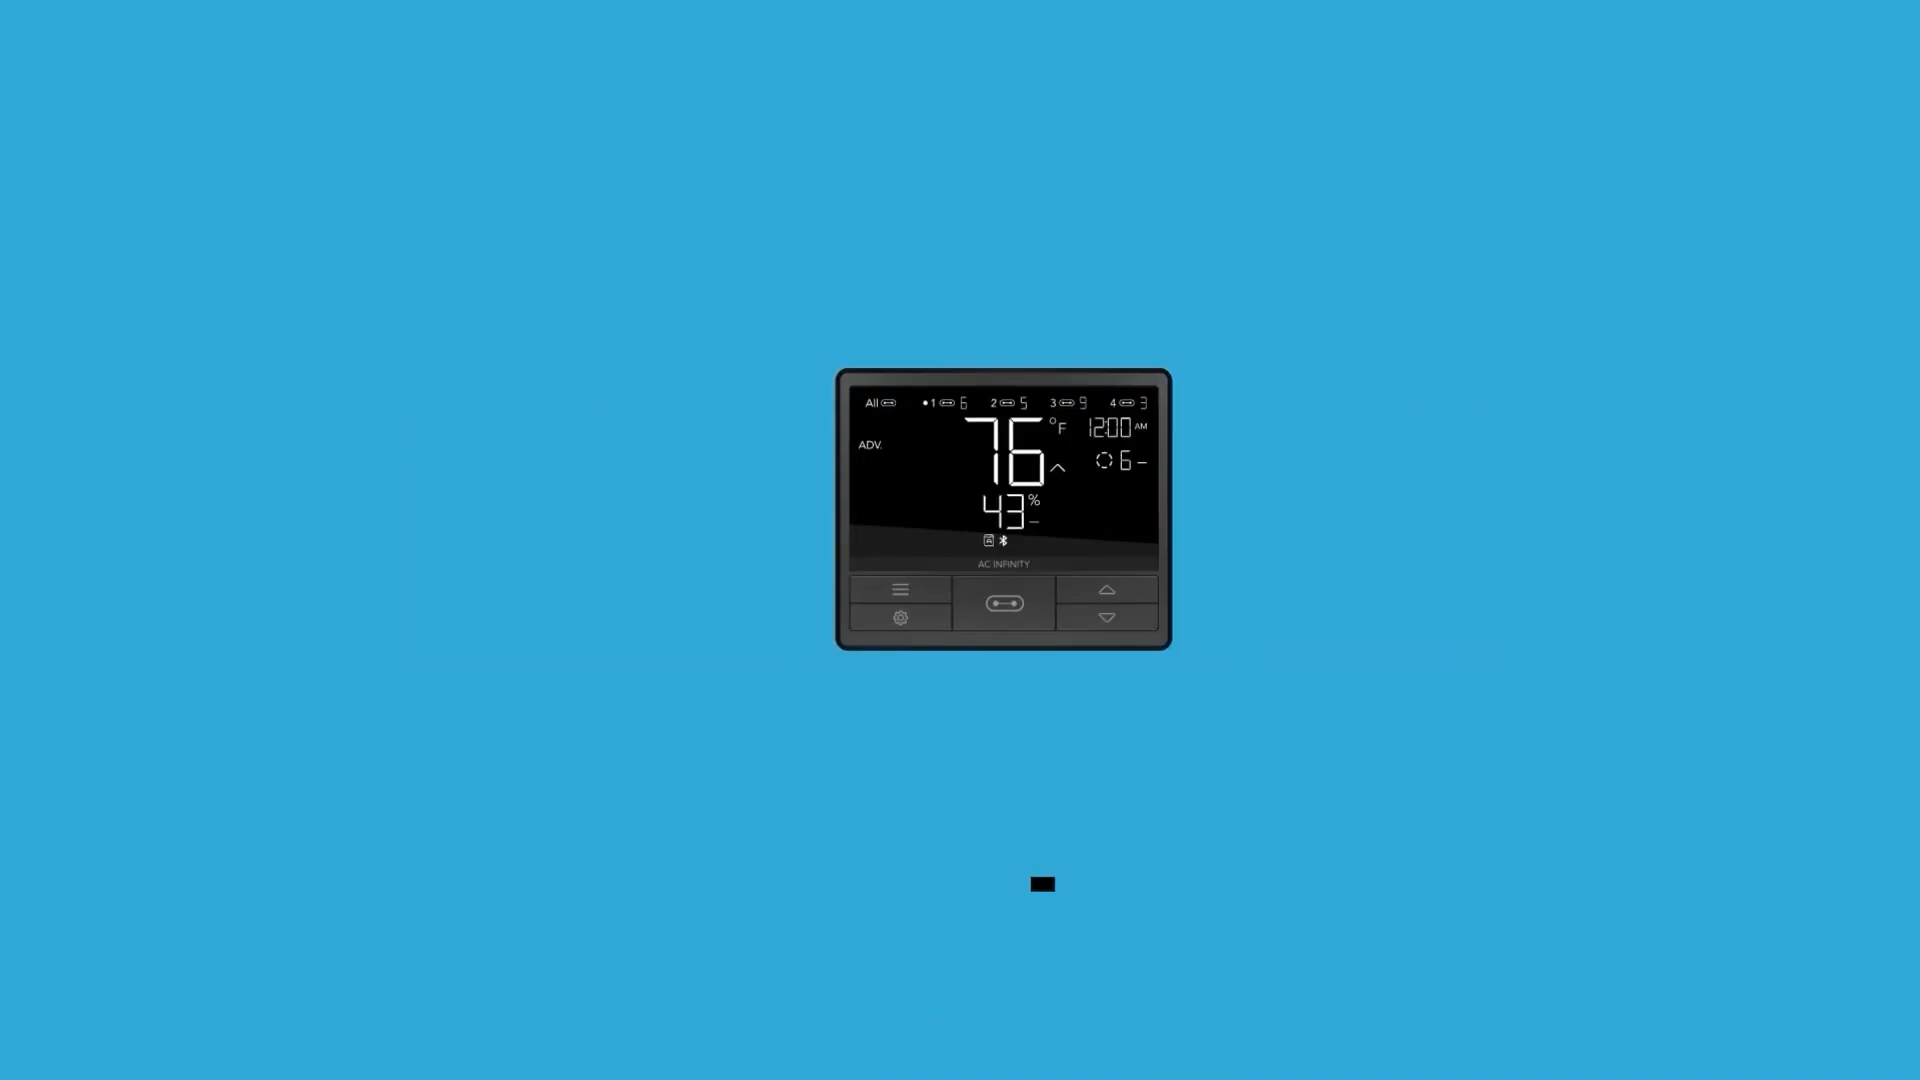 All •1 6 2 5 3 9 4 3
76 °F 12:00 AM
ADV.
6 –
43 %
AC INFINITY